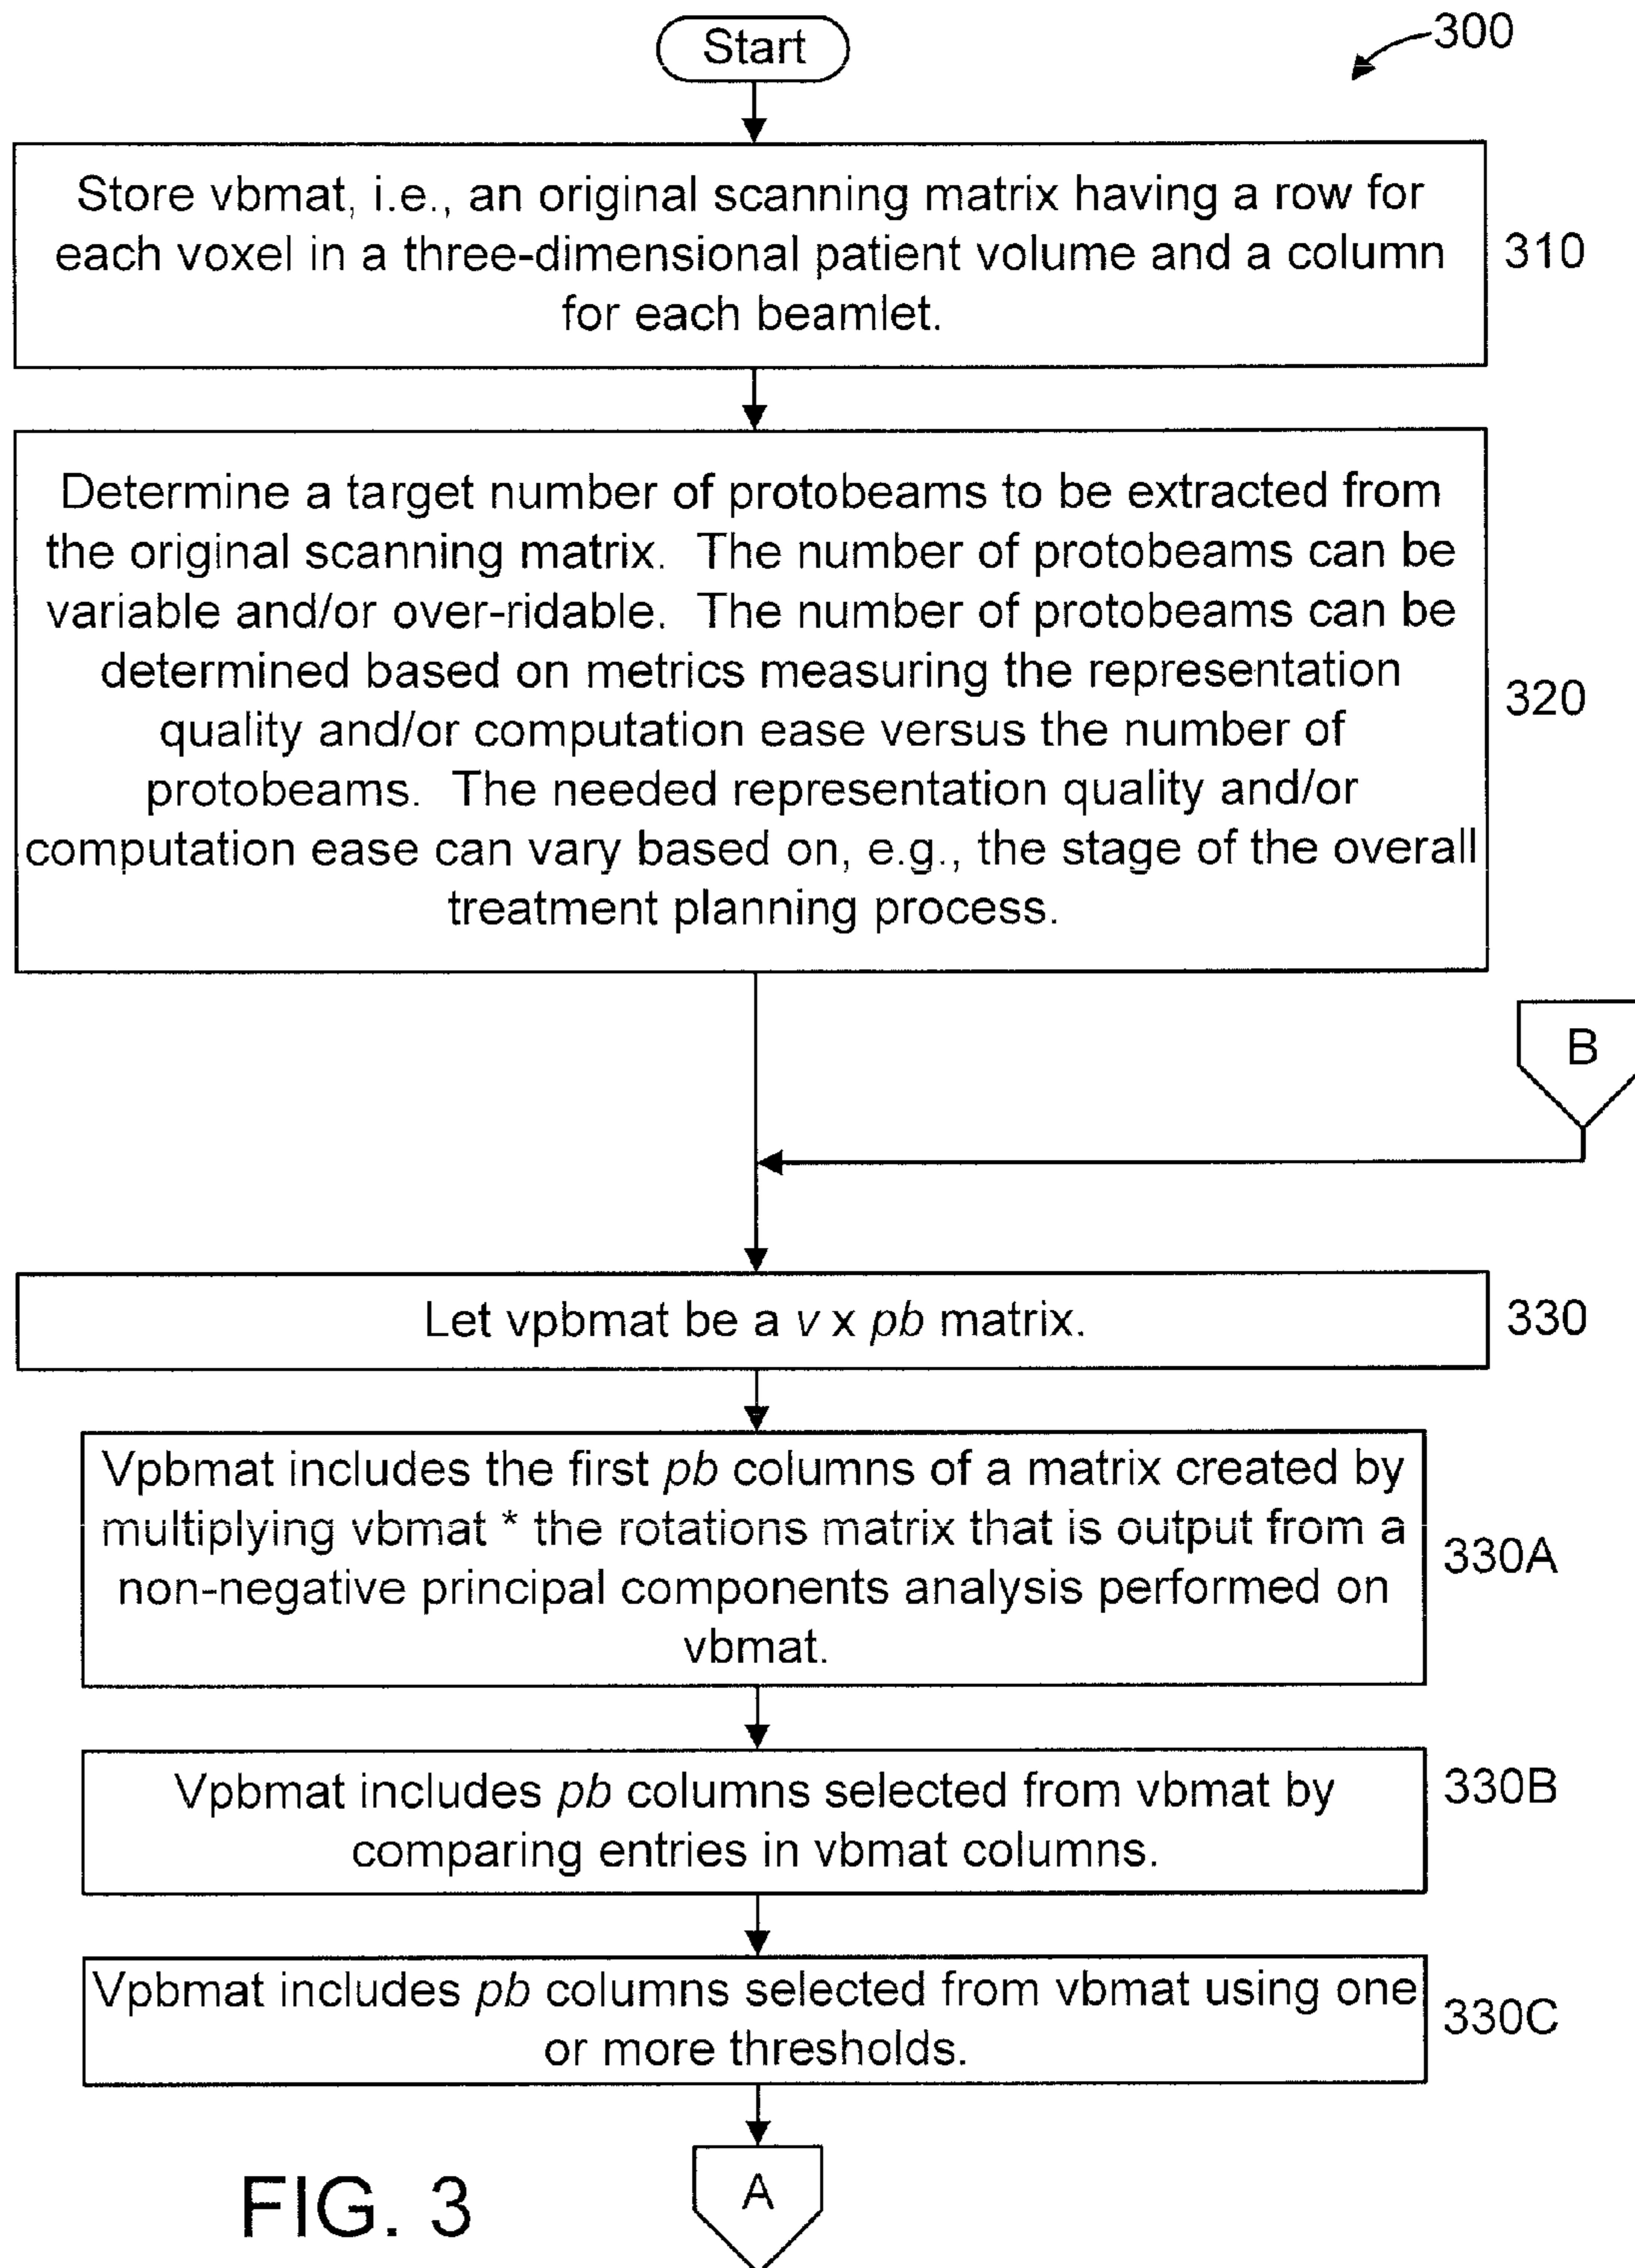 Start
300
Store vbmat, i.e., an original scanning matrix having a row for
each voxel in a three-dimensional patient volume and a column
for each beamlet.
310
Determine a target number of protobeams to be extracted from
the original scanning matrix. The number of protobeams can be
variable and/or over-ridable. The number of protobeams can be
determined based on metrics measuring the representation
quality and/or computation ease versus the number of
protobeams. The needed representation quality and/or
computation ease can vary based on, e.g., the stage of the overall
treatment planning process.
320
B
Let vpbmat be a v x pb matrix.
330
Vpbmat includes the first pb columns of a matrix created by
multiplying vbmat * the rotations matrix that is output from a
non-negative principal components analysis performed on
vbmat.
330A
Vpbmat includes pb columns selected from vbmat by
comparing entries in vbmat columns.
330B
Vpbmat includes pb columns selected from vbmat using one
or more thresholds.
330C
A
FIG. 3